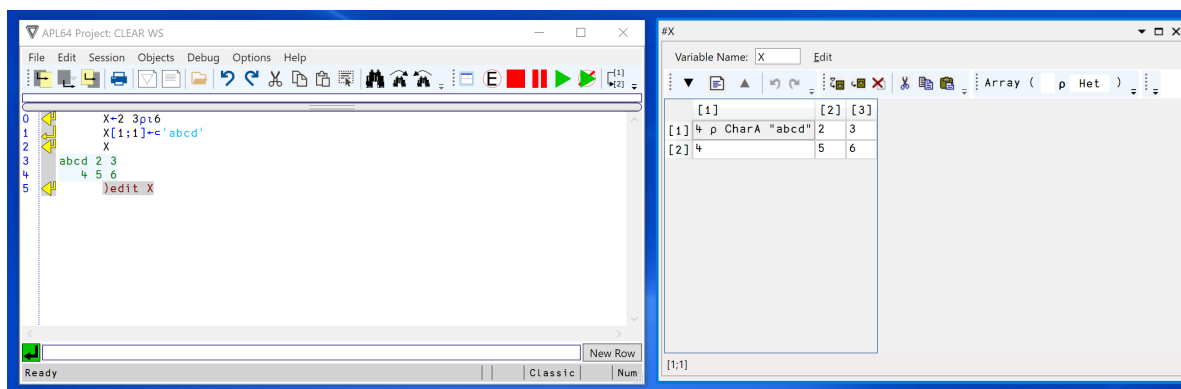 APL64 Project: CLEAR WS
File Edit Session Objects Debug Options Help
E [1] [2]
0 X←2 3⍴⍳6
1 X[1;1]←⊂'abcd'
2 X
3 abcd 2 3
4 4 5 6
5 )edit X
New Row
Ready Classic Num
#X
Variable Name: X Edit
Array ( ⍴ Het )
[1] [2] [3]
[1] 4 ⍴ CharA "abcd" 2 3
[2] 4 5 6
[1;1]